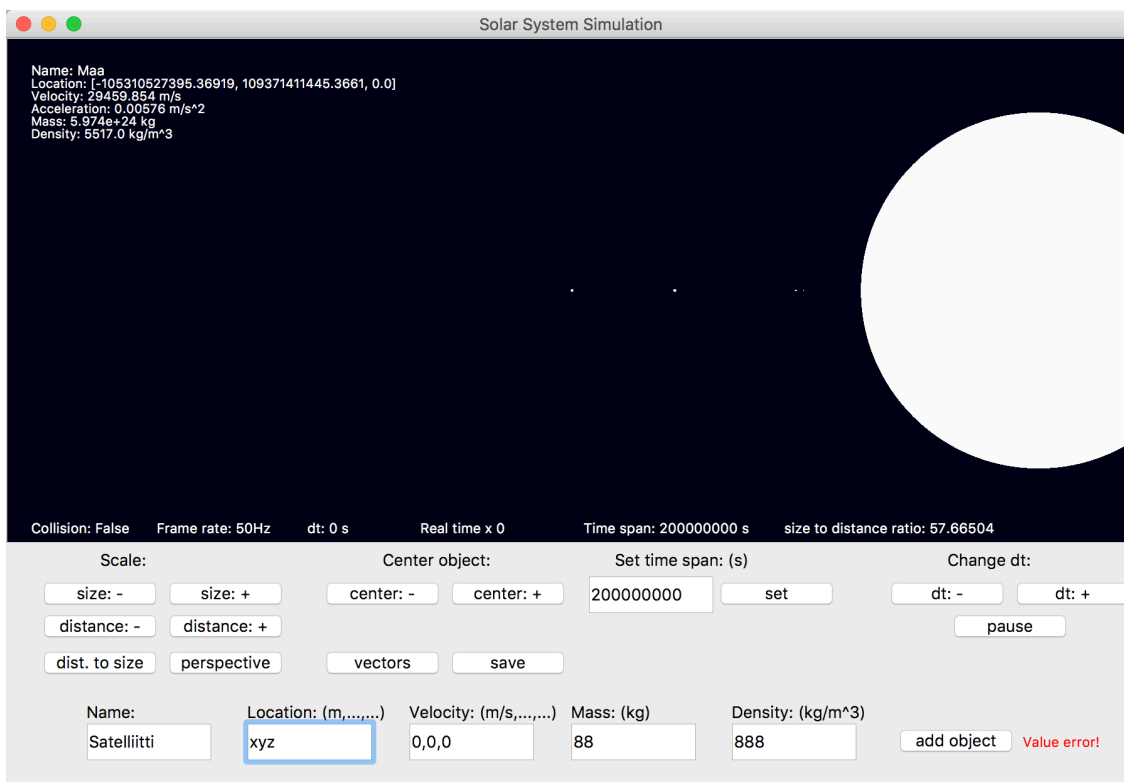 Solar System Simulation
Name: Maa
Location: [-105310527395.36919, 109371411445.3661, 0.0]
Velocity: 29459.854 m/s
Acceleration: 0.00576 m/s^2
Mass: 5.974e+24 kg
Density: 5517.0 kg/m^3
Collision: False Frame rate: 50Hz dt: 0 s Real time x 0 Time span: 200000000 s size to distance ratio: 57.66504
Scale: Center object: Set time span: (s) Change dt:
size: - size: + center: - center: + 200000000 set dt: - dt: +
distance: - distance: + pause
dist. to size perspective vectors save
Name: Location: (m,...,...) Velocity: (m/s,...,...) Mass: (kg) Density: (kg/m^3)
Satelliitti xyz 0,0,0 88 888 add object Value error!